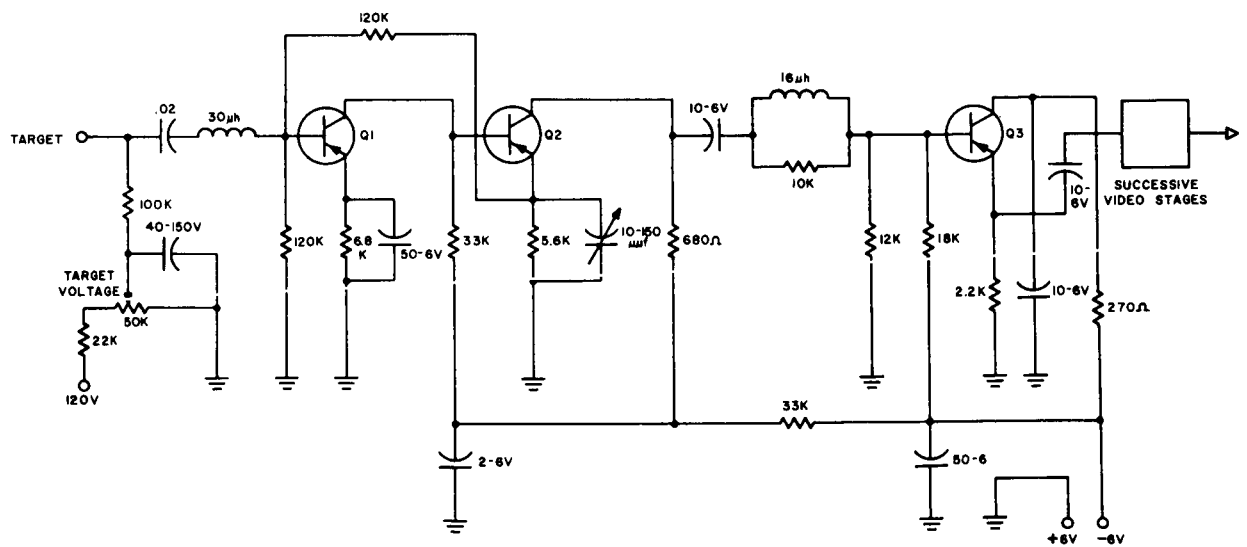 120K
TARGET
.02
30µh
Q1
Q2
10-6V
16µh
10K
Q3
10-
6V
SUCCESSIVE
VIDEO STAGES
100K
40-150V
TARGET
VOLTAGE
50K
22K
120V
120K
6.8
K
50-6V
33K
5.6K
10-150
µµf
680Ω
12K
18K
2.2K
10-6V
270Ω
33K
2-6V
50-6
+6V
-6V